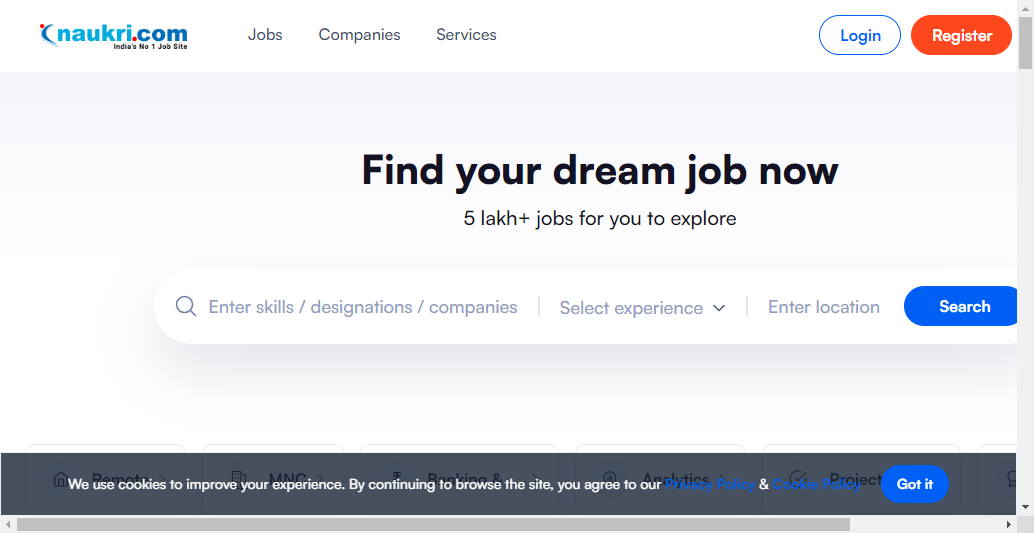 naukri.com
India's No 1 Job Site
Jobs Companies Services Login Register
Find your dream job now
5 lakh+ jobs for you to explore
Enter skills / designations / companies Select experience Enter location Search
Remote MNC Banking & Analytics Project
We use cookies to improve your experience. By continuing to browse the site, you agree to our Privacy Policy & Cookie Policy Got it